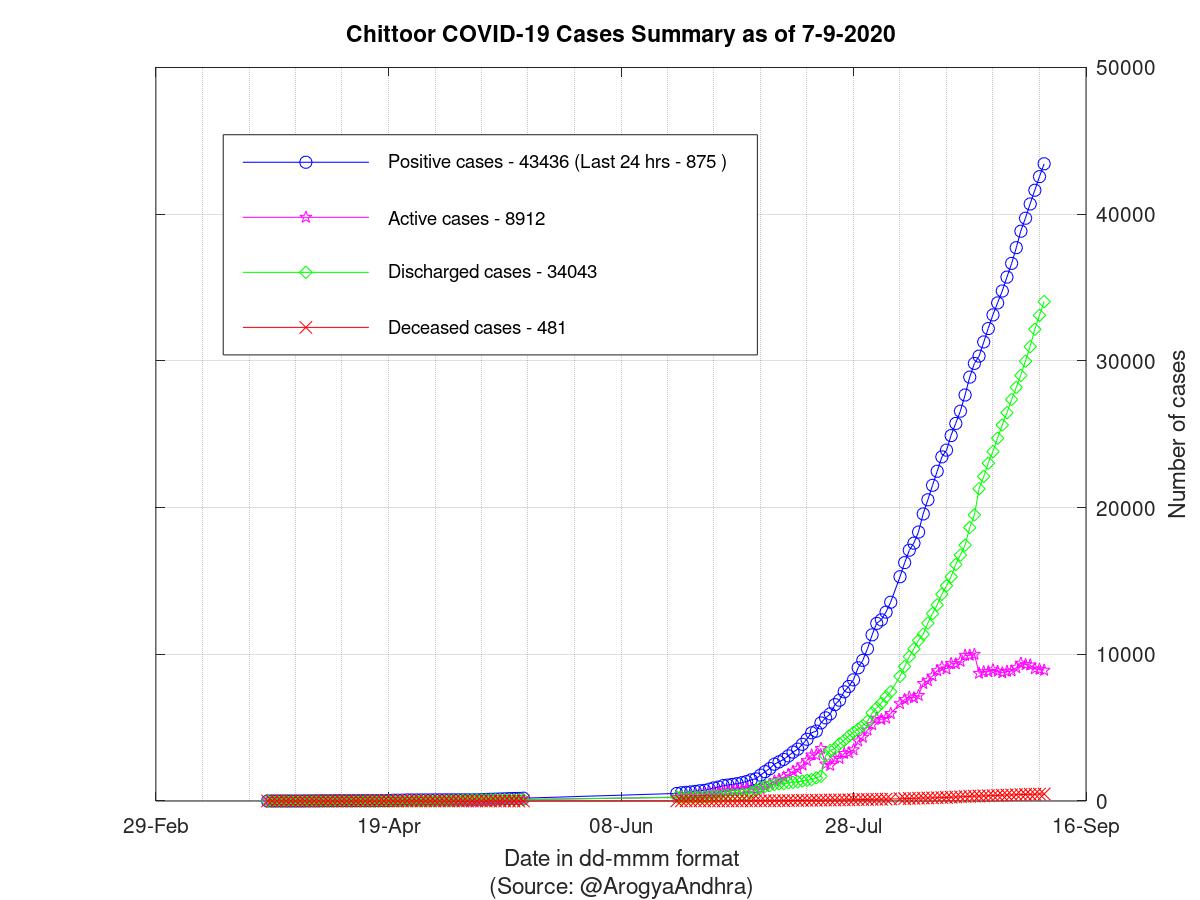 Chittoor COVID-19 Cases Summary as of 7-9-2020
Positive cases - 43436 (Last 24 hrs - 875 )
Active cases - 8912
Discharged cases - 34043
Deceased cases - 481
50000
40000
30000
20000
10000
0
Number of cases
29-Feb
19-Apr
08-Jun
28-Jul
16-Sep
Date in dd-mmm format
(Source: @ArogyaAndhra)